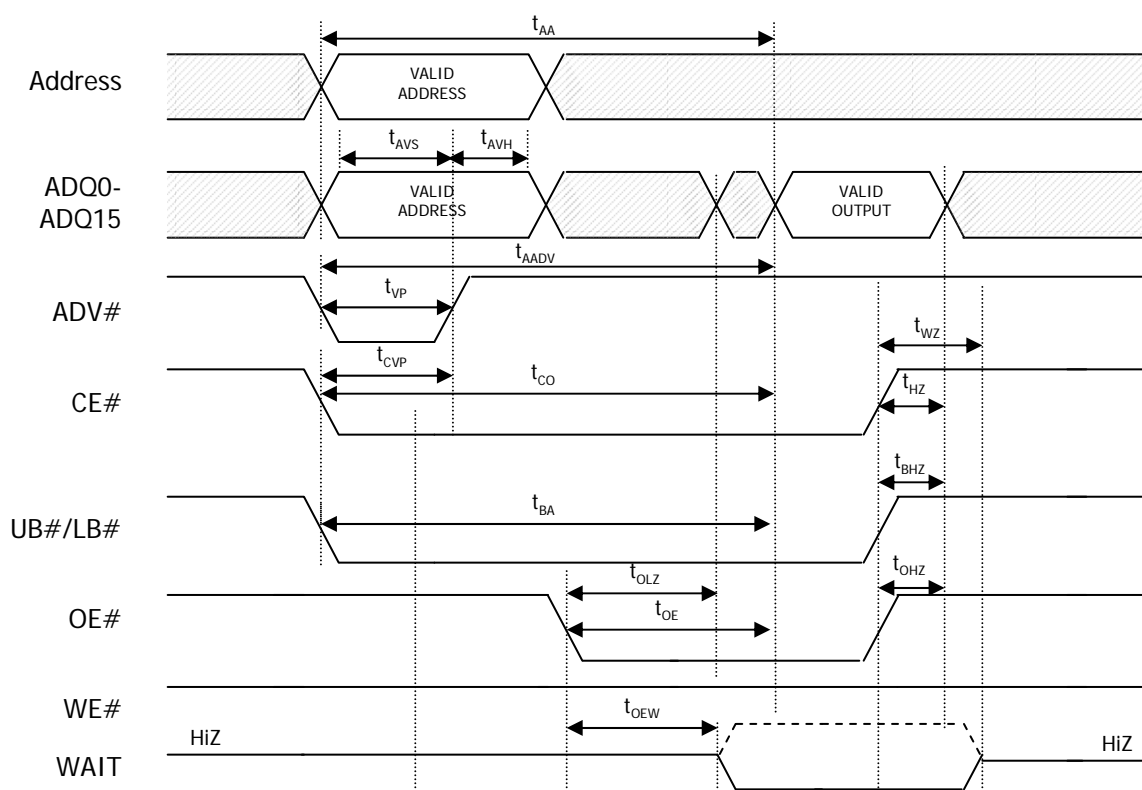 tAA
Address
VALID
ADDRESS
tAVS
tAVH
ADQ0-
ADQ15
VALID
ADDRESS
VALID
OUTPUT
tAADV
ADV#
tVP
tWZ
CE#
tCVP
tCO
tHZ
tBHZ
UB#/LB#
tBA
tOLZ
tOHZ
OE#
tOE
WE#
tOEW
HiZ
HiZ
WAIT